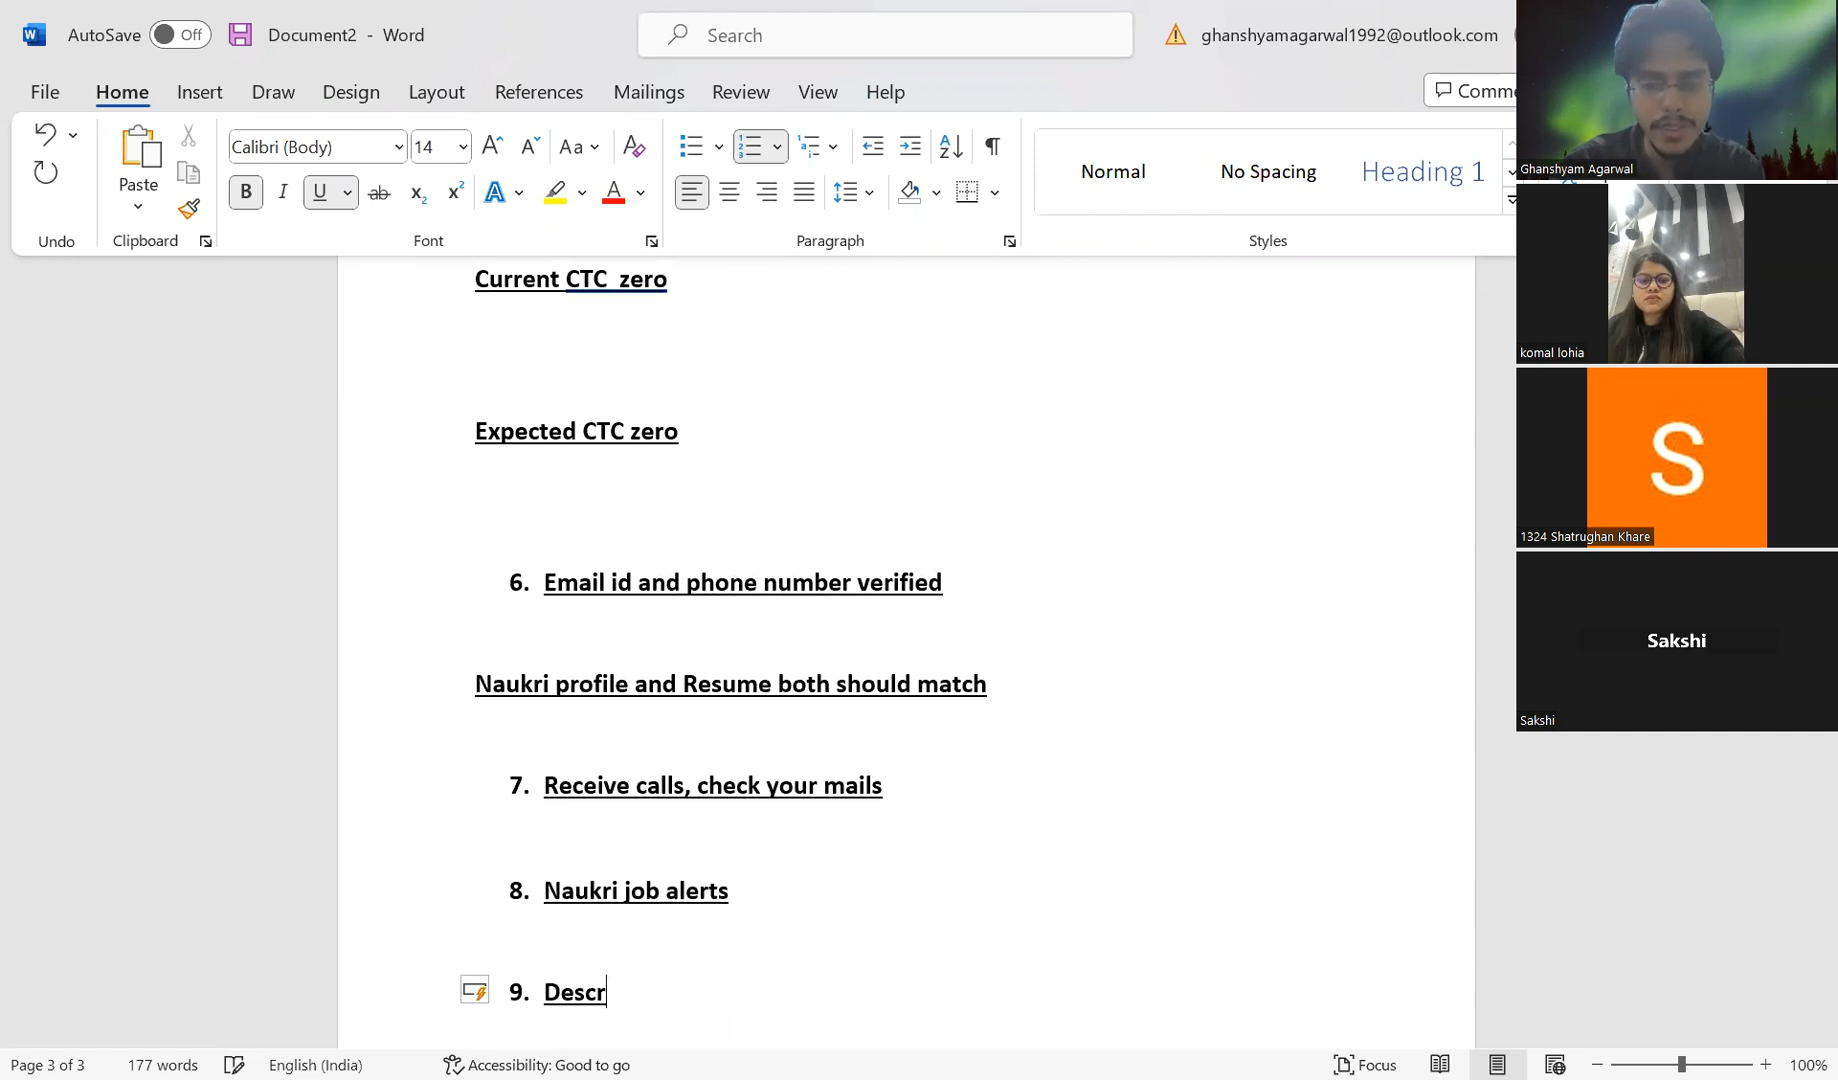 AutoSave Off Document2 - Word Search ghanshyamagarwal1992@outlook.com
File Home Insert Draw Design Layout References Mailings Review View Help
Calibri (Body) 14
Paste
Undo Clipboard Font Paragraph Styles
Normal No Spacing Heading 1
Current CTC zero
Expected CTC zero
6. Email id and phone number verified
Naukri profile and Resume both should match
7. Receive calls, check your mails
8. Naukri job alerts
9. Descr
Ghanshyam Agarwal
komal lohia
S
1324 Shatrughan Khare
Sakshi
Sakshi
Page 3 of 3 177 words English (India) Accessibility: Good to go Focus 100%